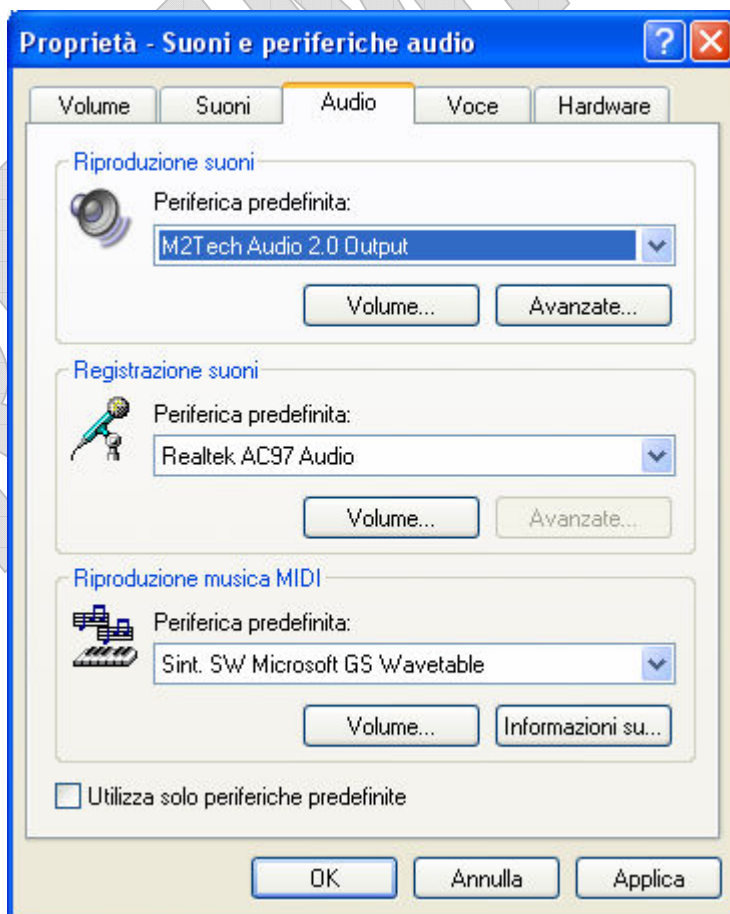 Proprietà - Suoni e periferiche audio
Volume Suoni Audio Voce Hardware
Riproduzione suoni
Periferica predefinita:
M2Tech Audio 2.0 Output
Volume... Avanzate...
Registrazione suoni
Periferica predefinita:
Realtek AC97 Audio
Volume... Avanzate...
Riproduzione musica MIDI
Periferica predefinita:
Sint. SW Microsoft GS Wavetable
Volume... Informazioni su...
Utilizza solo periferiche predefinite
OK Annulla Applica